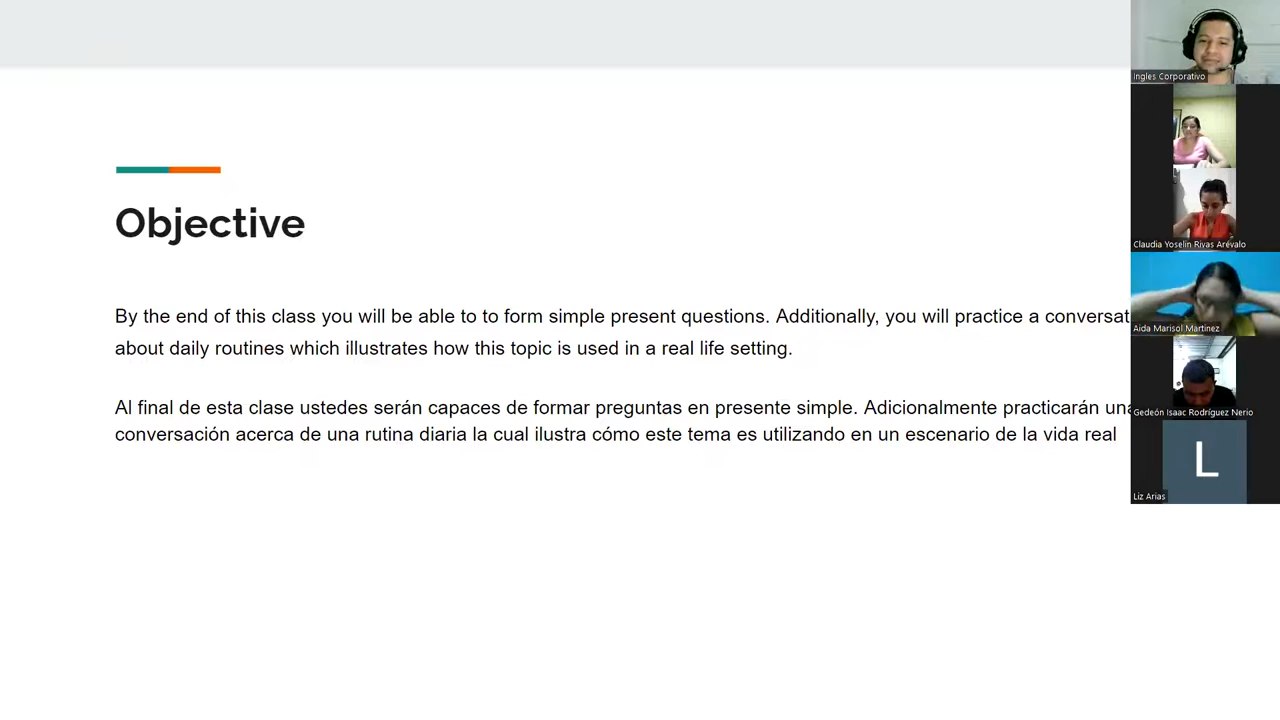 Objective
By the end of this class you will be able to to form simple present questions. Additionally, you will practice a conversat
about daily routines which illustrates how this topic is used in a real life setting.
Al final de esta clase ustedes serán capaces de formar preguntas en presente simple. Adicionalmente practicarán una
conversación acerca de una rutina diaria la cual ilustra cómo este tema es utilizando en un escenario de la vida real
Ingles Corporativo
Claudia Yoselin Rivas Arévalo
Aida Marisol Martinez
Gedeón Isaac Rodríguez Nerio
L
Liz Arias